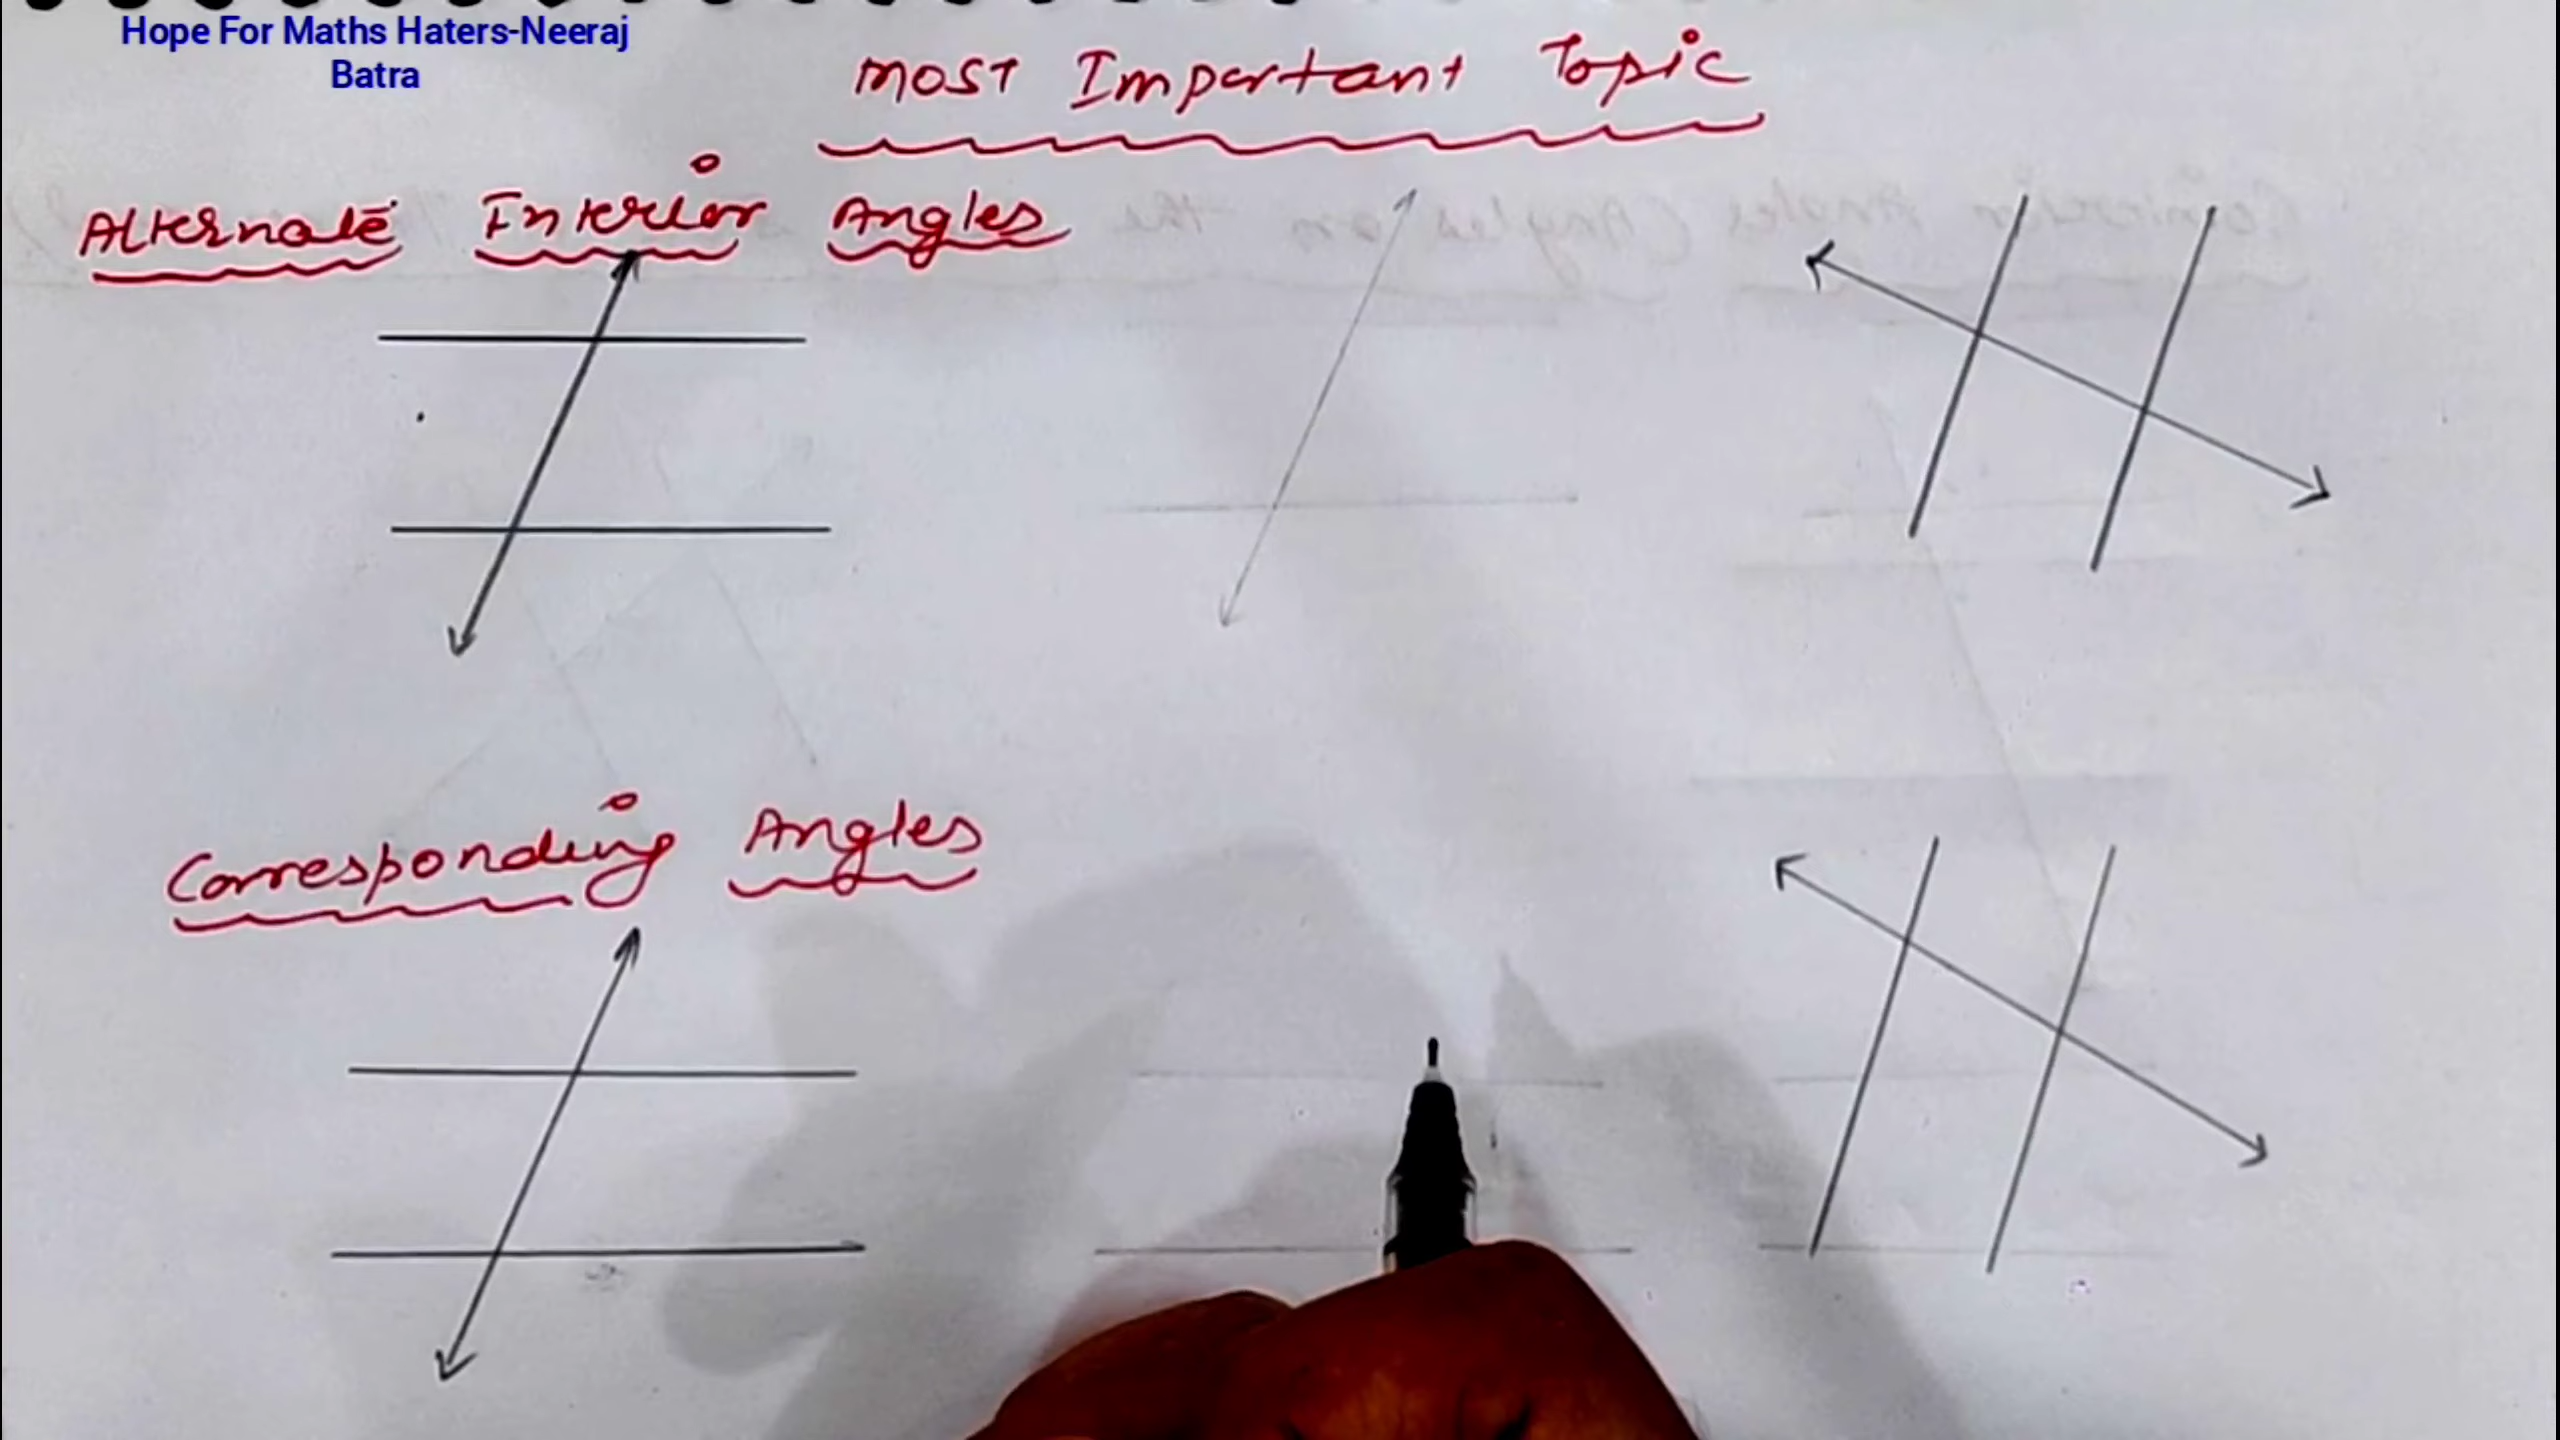 Hope For Maths Haters-Neeraj
Batra
Most Important Topic
Alternate Interior Angles
Corresponding Angles